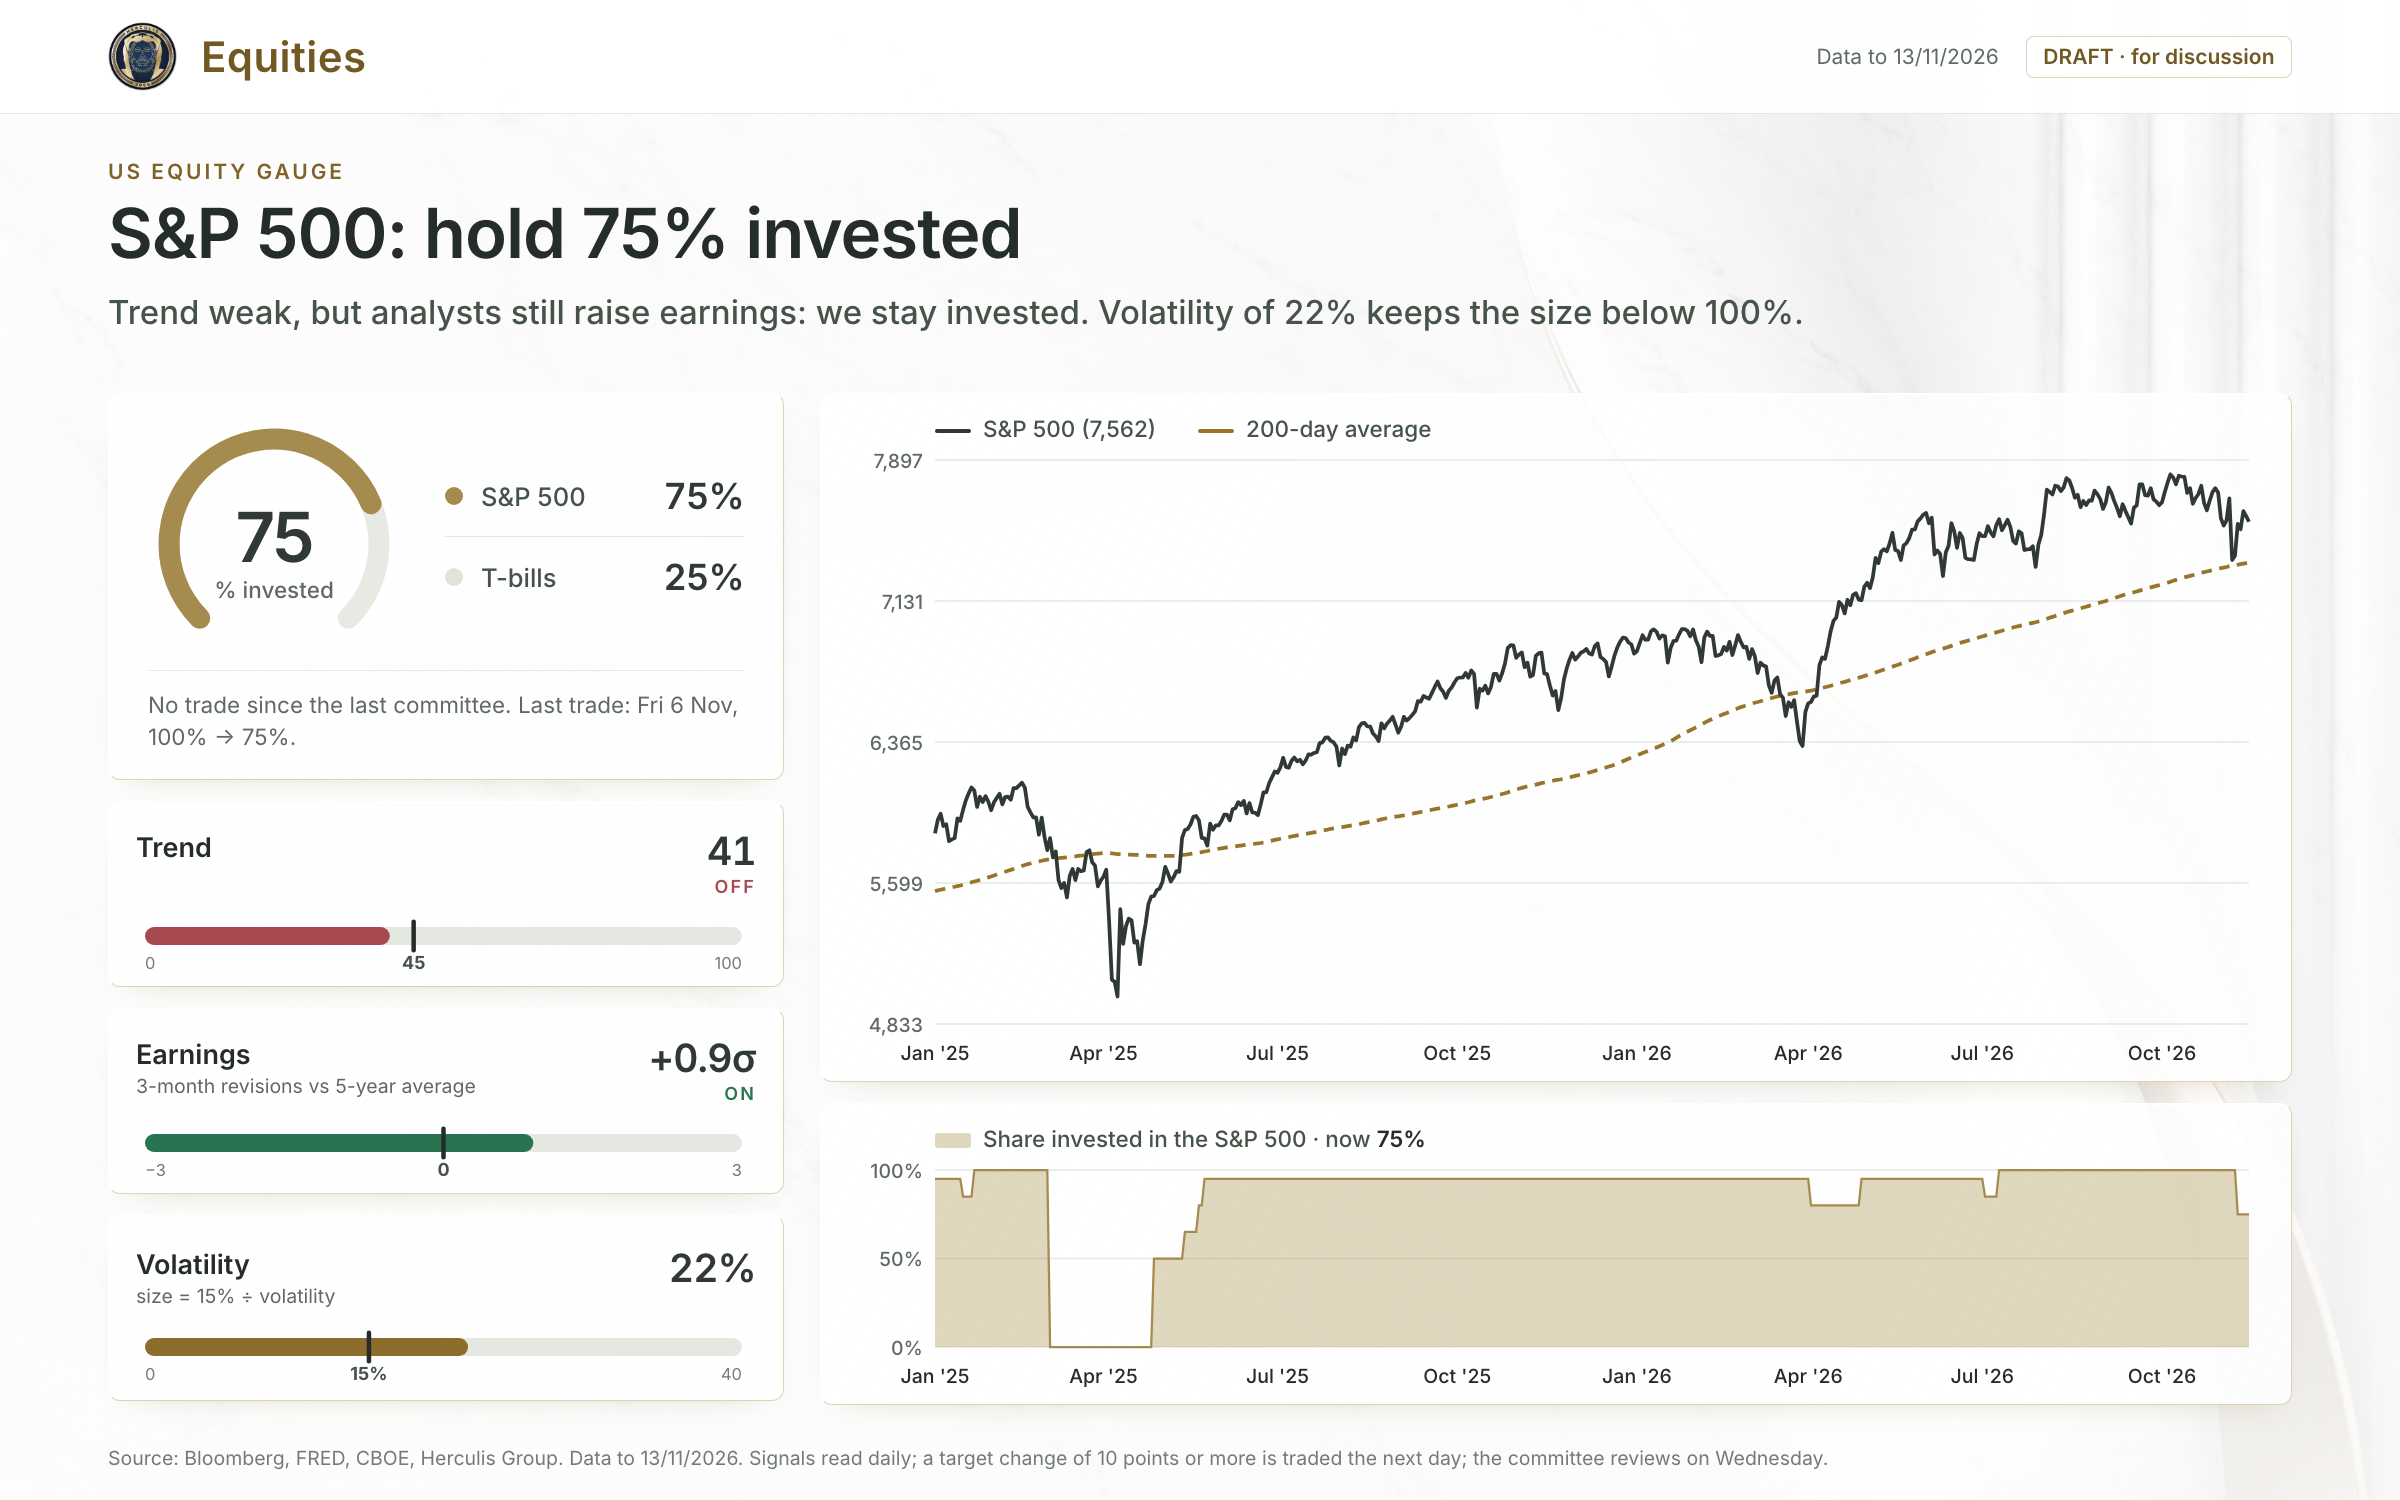 Equities
Data to 13/11/2026
DRAFT · for discussion
US EQUITY GAUGE
S&P 500: hold 75% invested
Trend weak, but analysts still raise earnings: we stay invested. Volatility of 22% keeps the size below 100%.
75
% invested
S&P 500 75%
T-bills 25%
No trade since the last committee. Last trade: Fri 6 Nov,
100% → 75%.
Trend 41
OFF
0 45 100
Earnings +0.9σ
3-month revisions vs 5-year average
ON
−3 0 3
Volatility 22%
size = 15% ÷ volatility
0 15% 40
S&P 500 (7,562) 200-day average
7,897
7,131
6,365
5,599
4,833
Jan '25 Apr '25 Jul '25 Oct '25 Jan '26 Apr '26 Jul '26 Oct '26
Share invested in the S&P 500 · now 75%
100%
50%
0%
Jan '25 Apr '25 Jul '25 Oct '25 Jan '26 Apr '26 Jul '26 Oct '26
Source: Bloomberg, FRED, CBOE, Herculis Group. Data to 13/11/2026. Signals read daily; a target change of 10 points or more is traded the next day; the committee reviews on Wednesday.